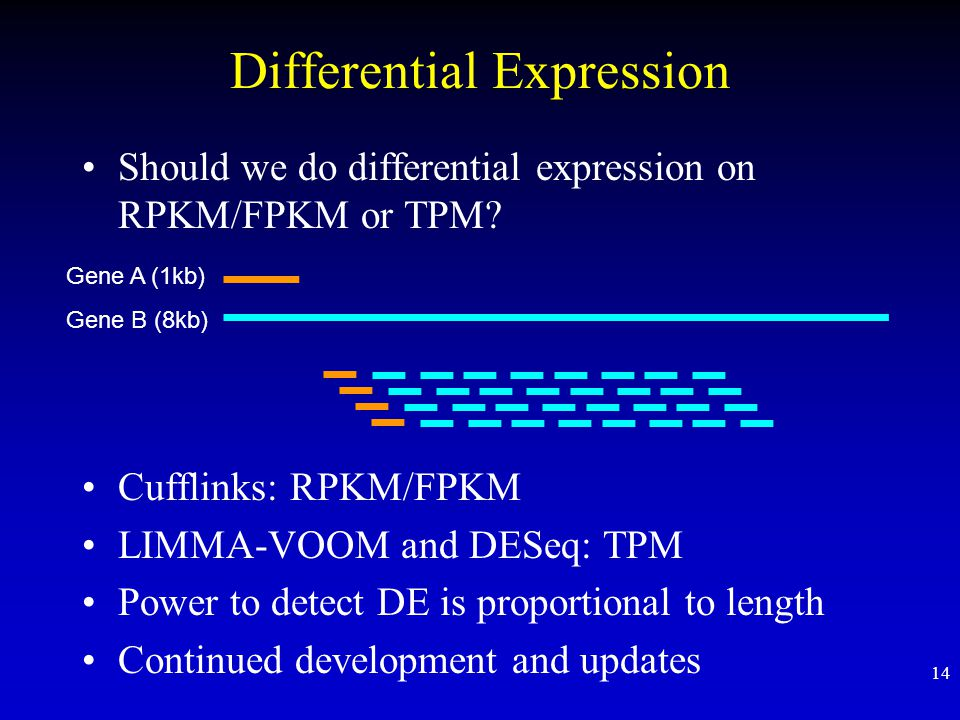 Differential Expression
• Should we do differential expression on
RPKM/FPKM or TPM?
Gene A (1kb)
Gene B (8kb)
• Cufflinks: RPKM/FPKM
• LIMMA-VOOM and DESeq: TPM
• Power to detect DE is proportional to length
• Continued development and updates
14